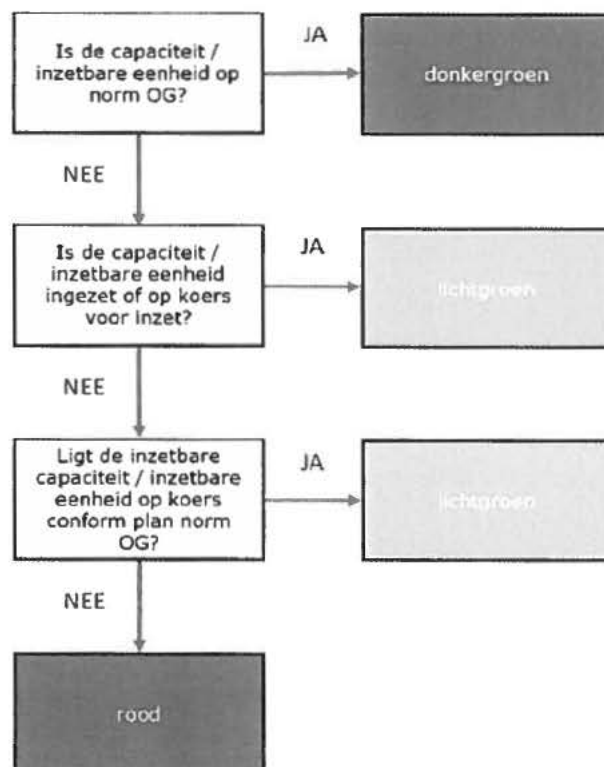 Is de capaciteit /
inzetbare eenheid op
norm OG?
JA
donkergroen
NEE
Is de capaciteit /
inzetbare eenheid
ingezet of op koers
voor inzet?
JA
lichtgroen
NEE
Ligt de inzetbare
capaciteit / inzetbare
eenheid op koers
conform plan norm
OG?
JA
lichtgroen
NEE
rood